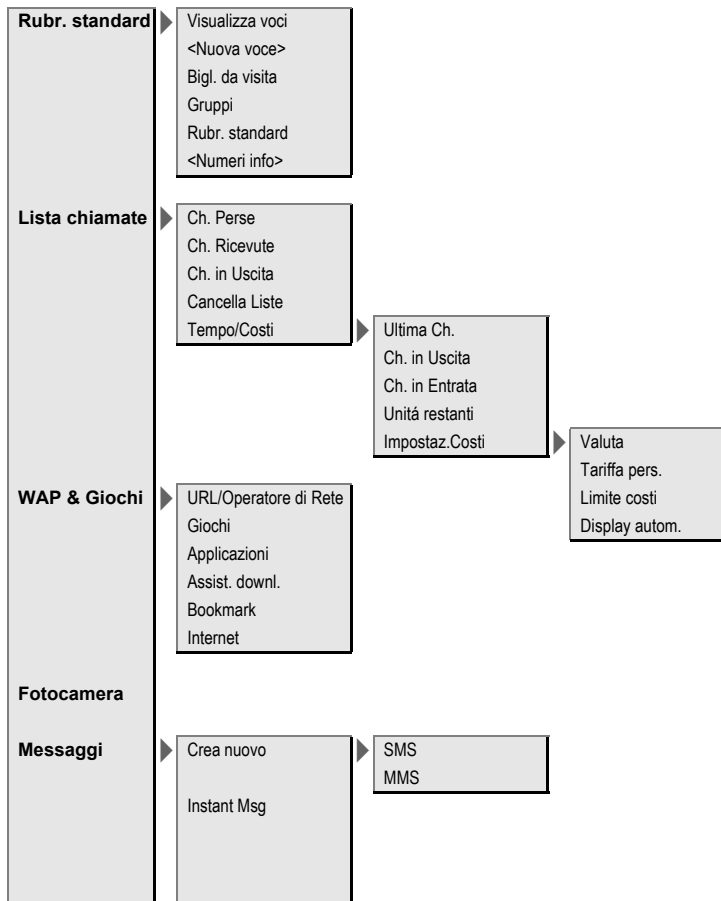 Rubr. standard
Visualizza voci
<Nuova voce>
Bigl. da visita
Gruppi
Rubr. standard
<Numeri info>
Lista chiamate
Ch. Perse
Ch. Ricevute
Ch. in Uscita
Cancella Liste
Tempo/Costi
Ultima Ch.
Ch. in Uscita
Ch. in Entrata
Unitá restanti
Impostaz.Costi
Valuta
Tariffa pers.
Limite costi
Display autom.
WAP & Giochi
URL/Operatore di Rete
Giochi
Applicazioni
Assist. downl.
Bookmark
Internet
Fotocamera
Messaggi
Crea nuovo
SMS
MMS
Instant Msg